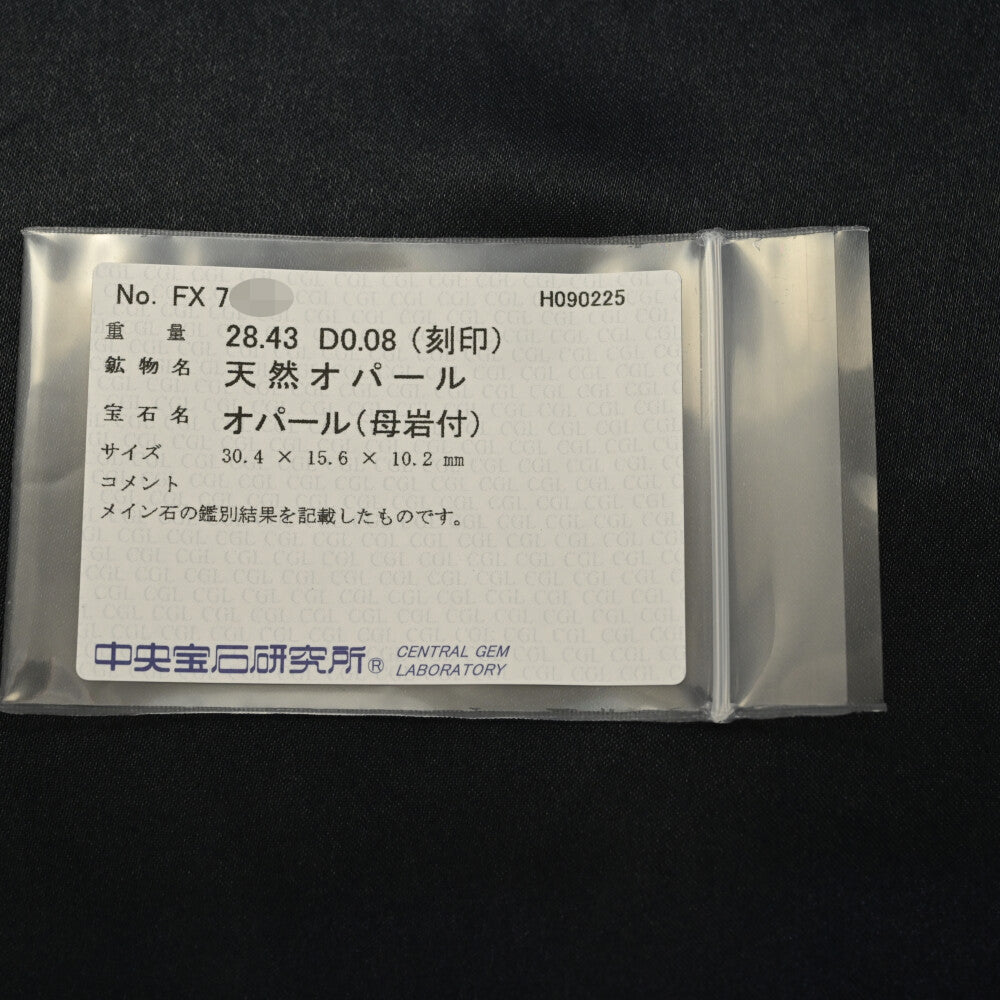 No. FX 7
H090225
重量 28.43 D0.08 (刻印)
鉱物名 天然オパール
宝石名 オパール(母岩付)
サイズ 30.4 × 15.6 × 10.2 mm
コメント
メイン石の鑑別結果を記載したものです。
中央宝石研究所® CENTRAL GEM
LABORATORY